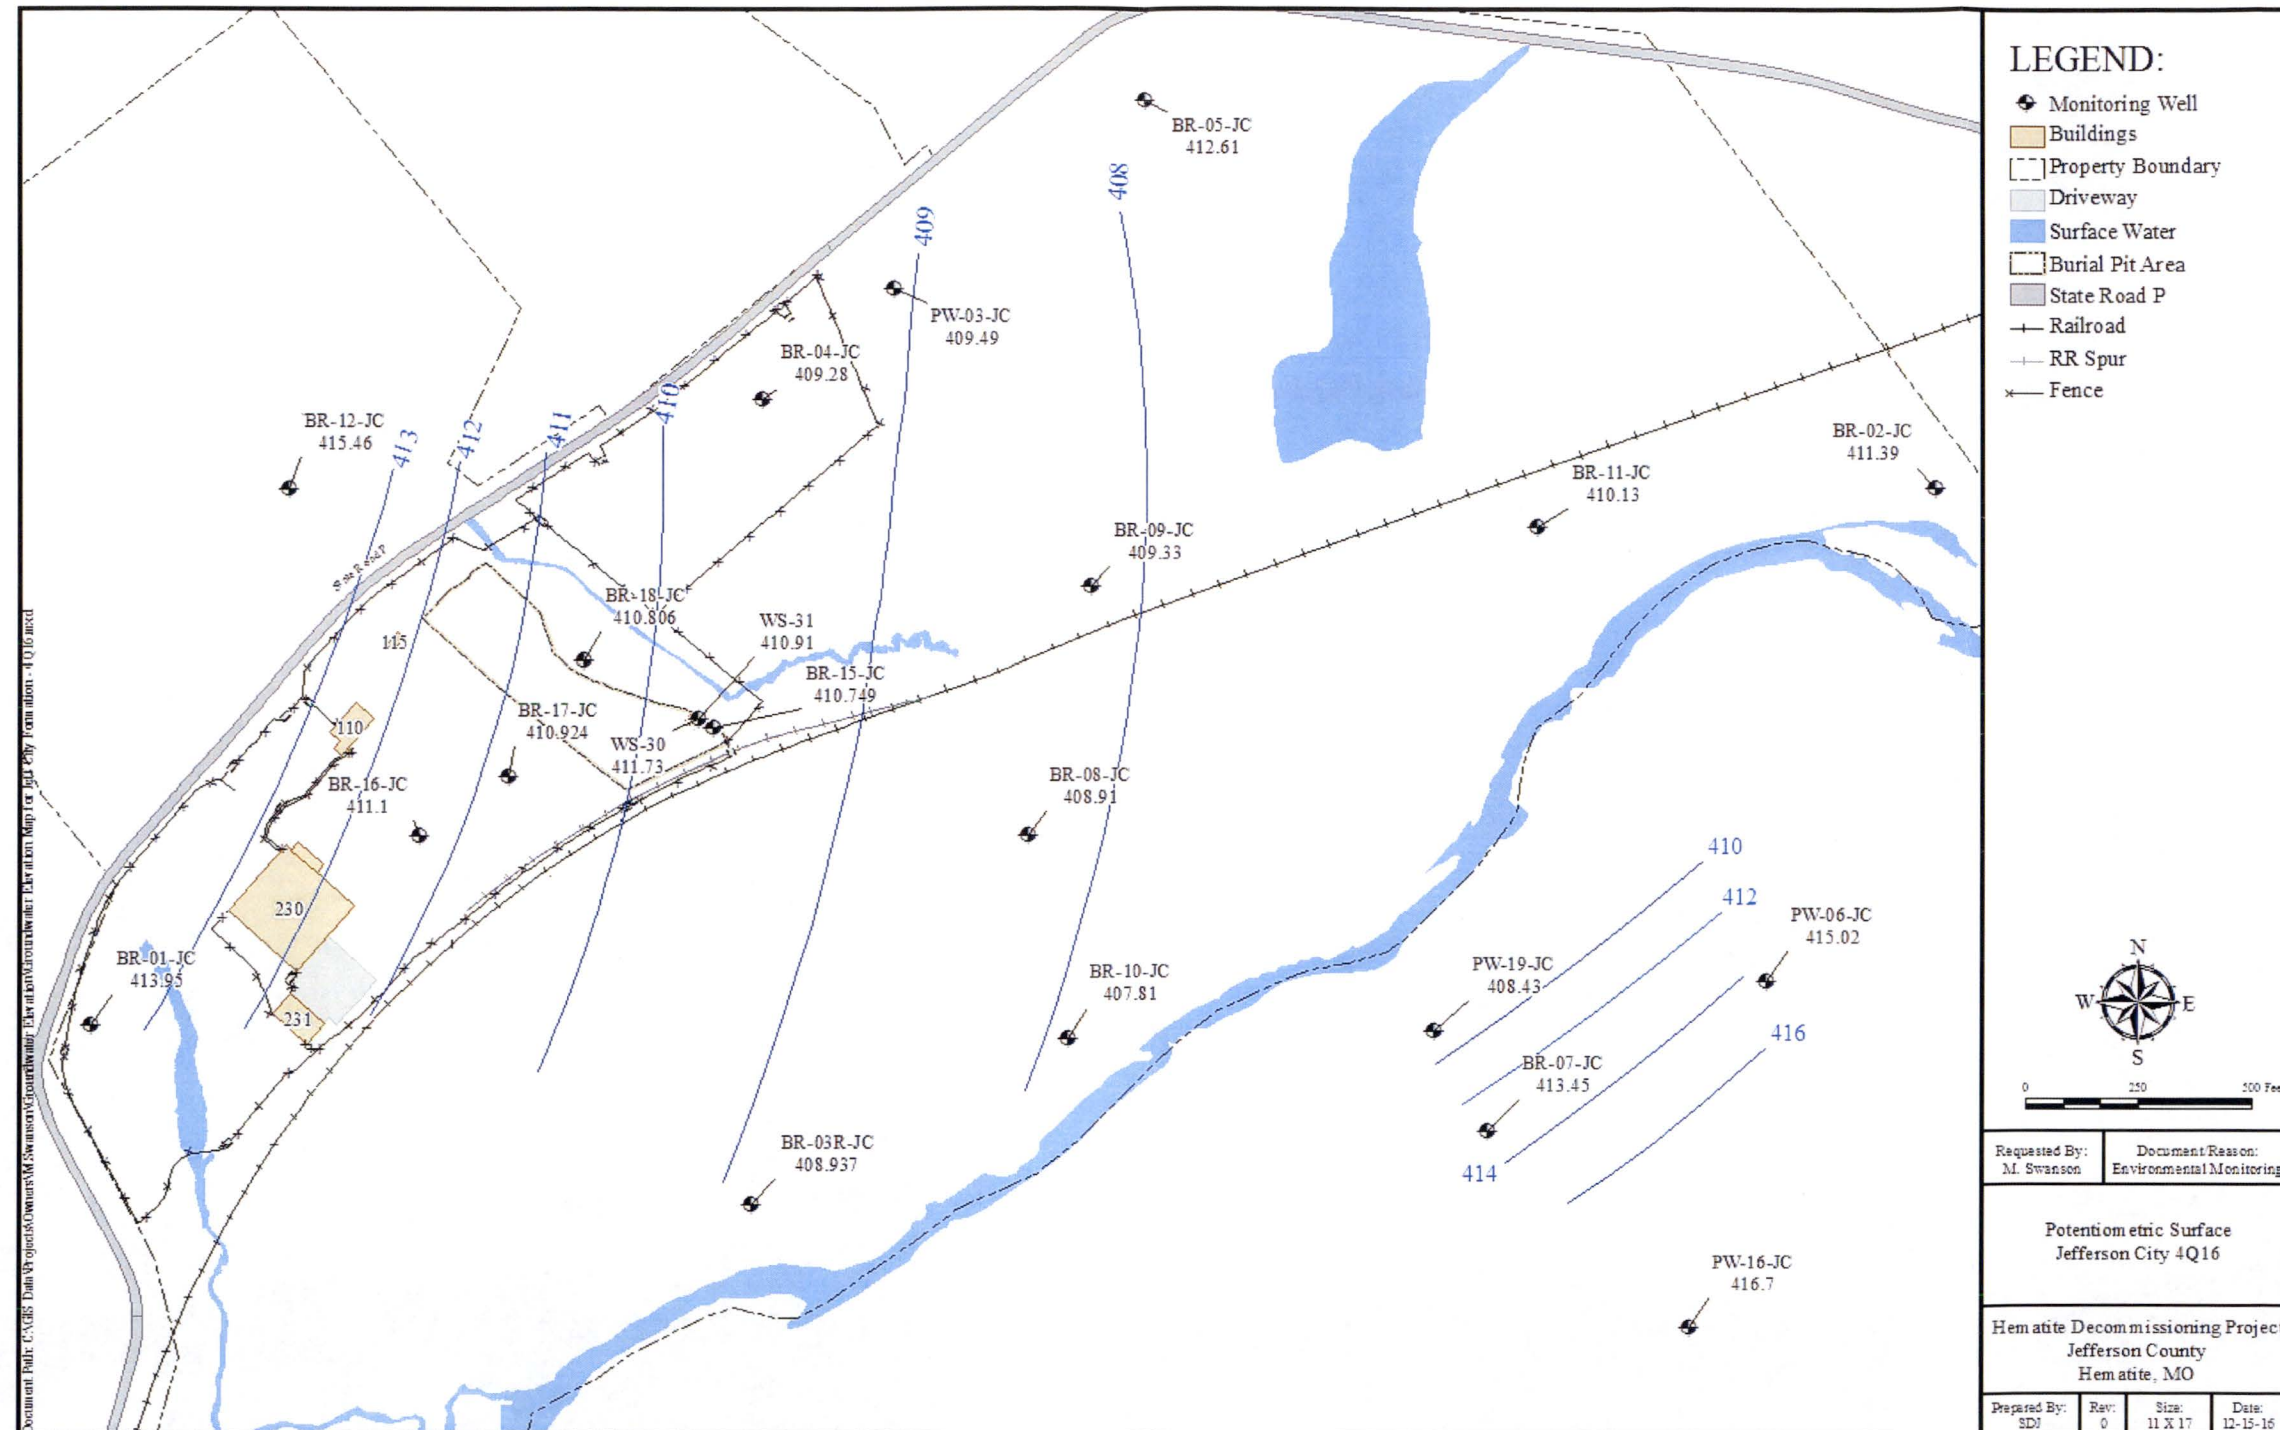 LEGEND:
Monitoring Well
Buildings
Property Boundary
Driveway
Surface Water
Burial Pit Area
State Road P
Railroad
RR Spur
Fence
BR-05-JC
412.61
408
409
PW-03-JC
409.49
BR-04-JC
409.28
410
411
412
413
BR-12-JC
415.46
BR-02-JC
411.39
BR-11-JC
410.13
BR-09-JC
409.33
State Road P
BR-18-JC
410.806
WS-31
410.91
115
BR-15-JC
410.749
BR-17-JC
410.924
WS-30
411.73
110
BR-16-JC
411.1
BR-08-JC
408.91
410
412
230
PW-06-JC
415.02
BR-01-JC
413.95
BR-10-JC
407.81
PW-19-JC
408.43
231
416
BR-07-JC
413.45
414
BR-03R-JC
408.937
PW-16-JC
416.7
N
W E
S
0 250 500 Fee
Requested By:
M. Swanson
Document/Reason:
Environmental Monitoring
Potentiometric Surface
Jefferson City 4Q16
Hematite Decommissioning Projec
Jefferson County
Hematite, MO
Prepared By:
SDJ
Rev:
0
Size:
11 X 17
Date:
12-15-16